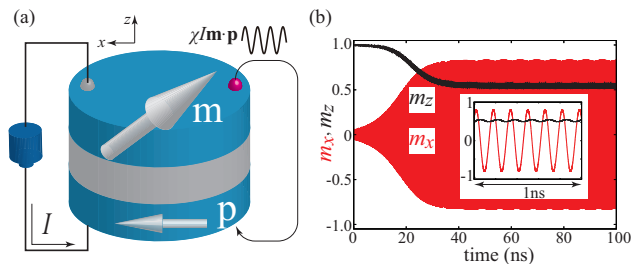 (a)
z
x
χIm·p
m
p
I
(b)
1.0
0.5
0
-0.5
-1.0
m_x, m_z
m_z
m_x
1
0
-1
1ns
0 20 40 60 80 100
time (ns)